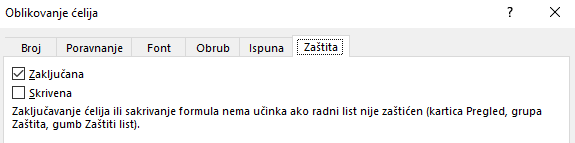 Oblikovanje ćelija
? ×
Broj Poravnanje Font Obrub Ispuna Zaštita
Zaključana
Skrivena
Zaključavanje ćelija ili sakrivanje formula nema učinka ako radni list nije zaštićen (kartica Pregled, grupa
Zaštita, gumb Zaštiti list).